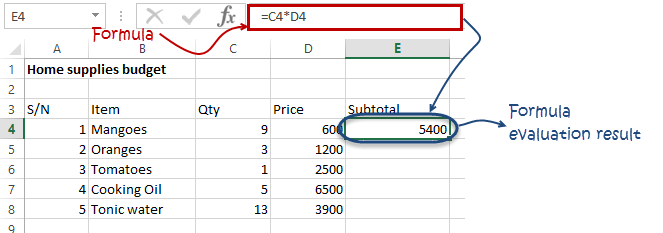 E4 fx =C4*D4
Formula
A B C D E
1 Home supplies budget
2
3 S/N Item Qty Price Subtotal
4 1 Mangoes 9 600 5400
Formula
evaluation result
5 2 Oranges 3 1200
6 3 Tomatoes 1 2500
7 4 Cooking Oil 5 6500
8 5 Tonic water 13 3900
9